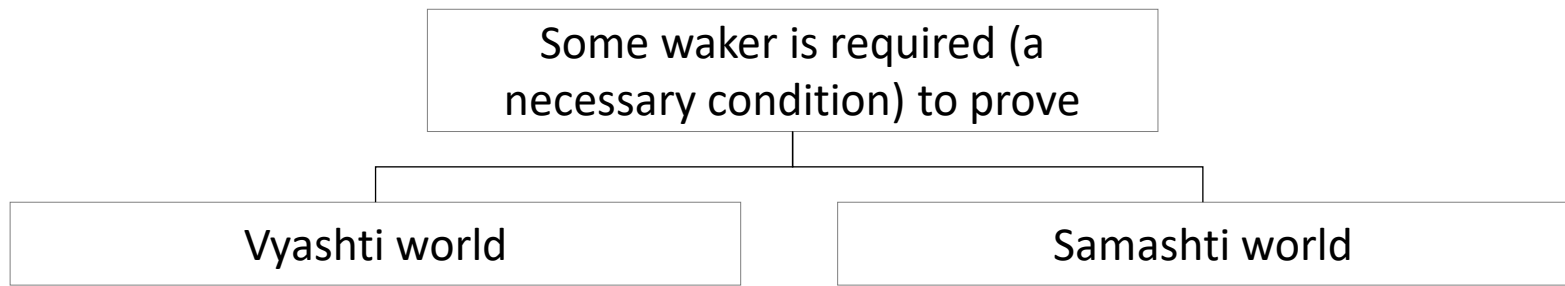 Some waker is required (a
necessary condition) to prove
Vyashti world
Samashti world